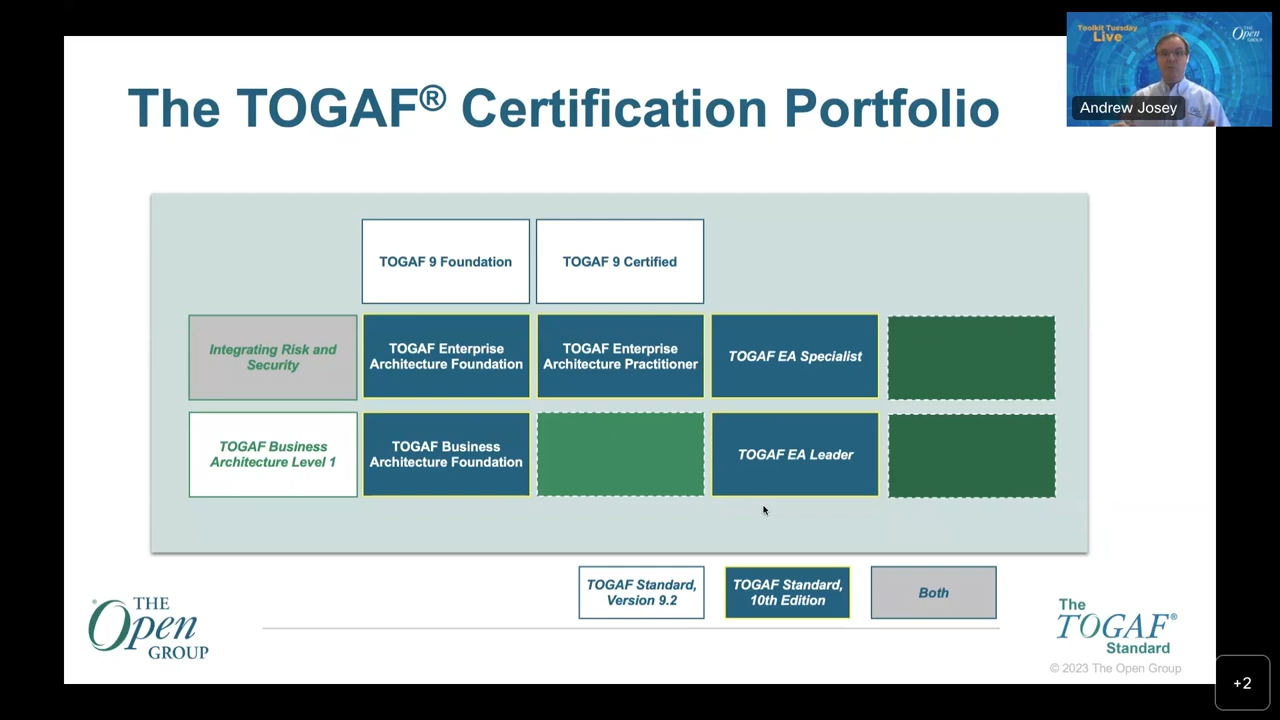 The TOGAF® Certification Portfolio
Toolkit Tuesday
Live
THE
Open
GROUP
Andrew Josey
TOGAF 9 Foundation
TOGAF 9 Certified
Integrating Risk and
Security
TOGAF Enterprise
Architecture Foundation
TOGAF Enterprise
Architecture Practitioner
TOGAF EA Specialist
TOGAF Business
Architecture Level 1
TOGAF Business
Architecture Foundation
TOGAF EA Leader
TOGAF Standard,
Version 9.2
TOGAF Standard,
10th Edition
Both
® THE
Open
GROUP
The
TOGAF®
Standard
© 2023 The Open Group
+2